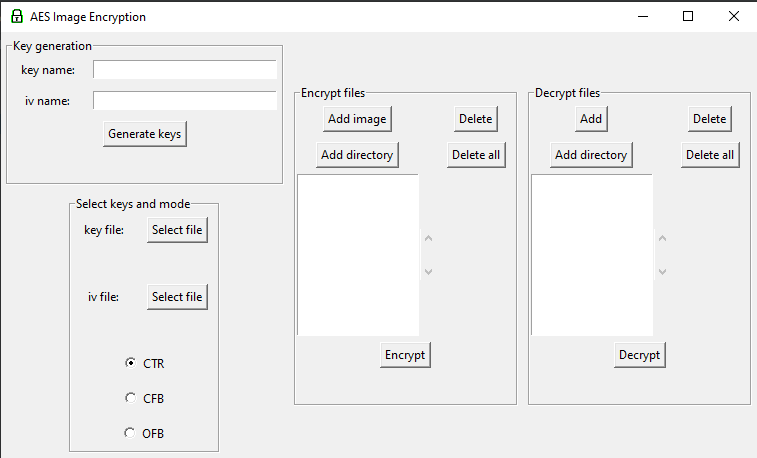 AES Image Encryption
Key generation
key name:
iv name:
Generate keys
Select keys and mode
key file: Select file
iv file: Select file
CTR
CFB
OFB
Encrypt files
Add image Delete
Add directory Delete all
Encrypt
Decrypt files
Add Delete
Add directory Delete all
Decrypt